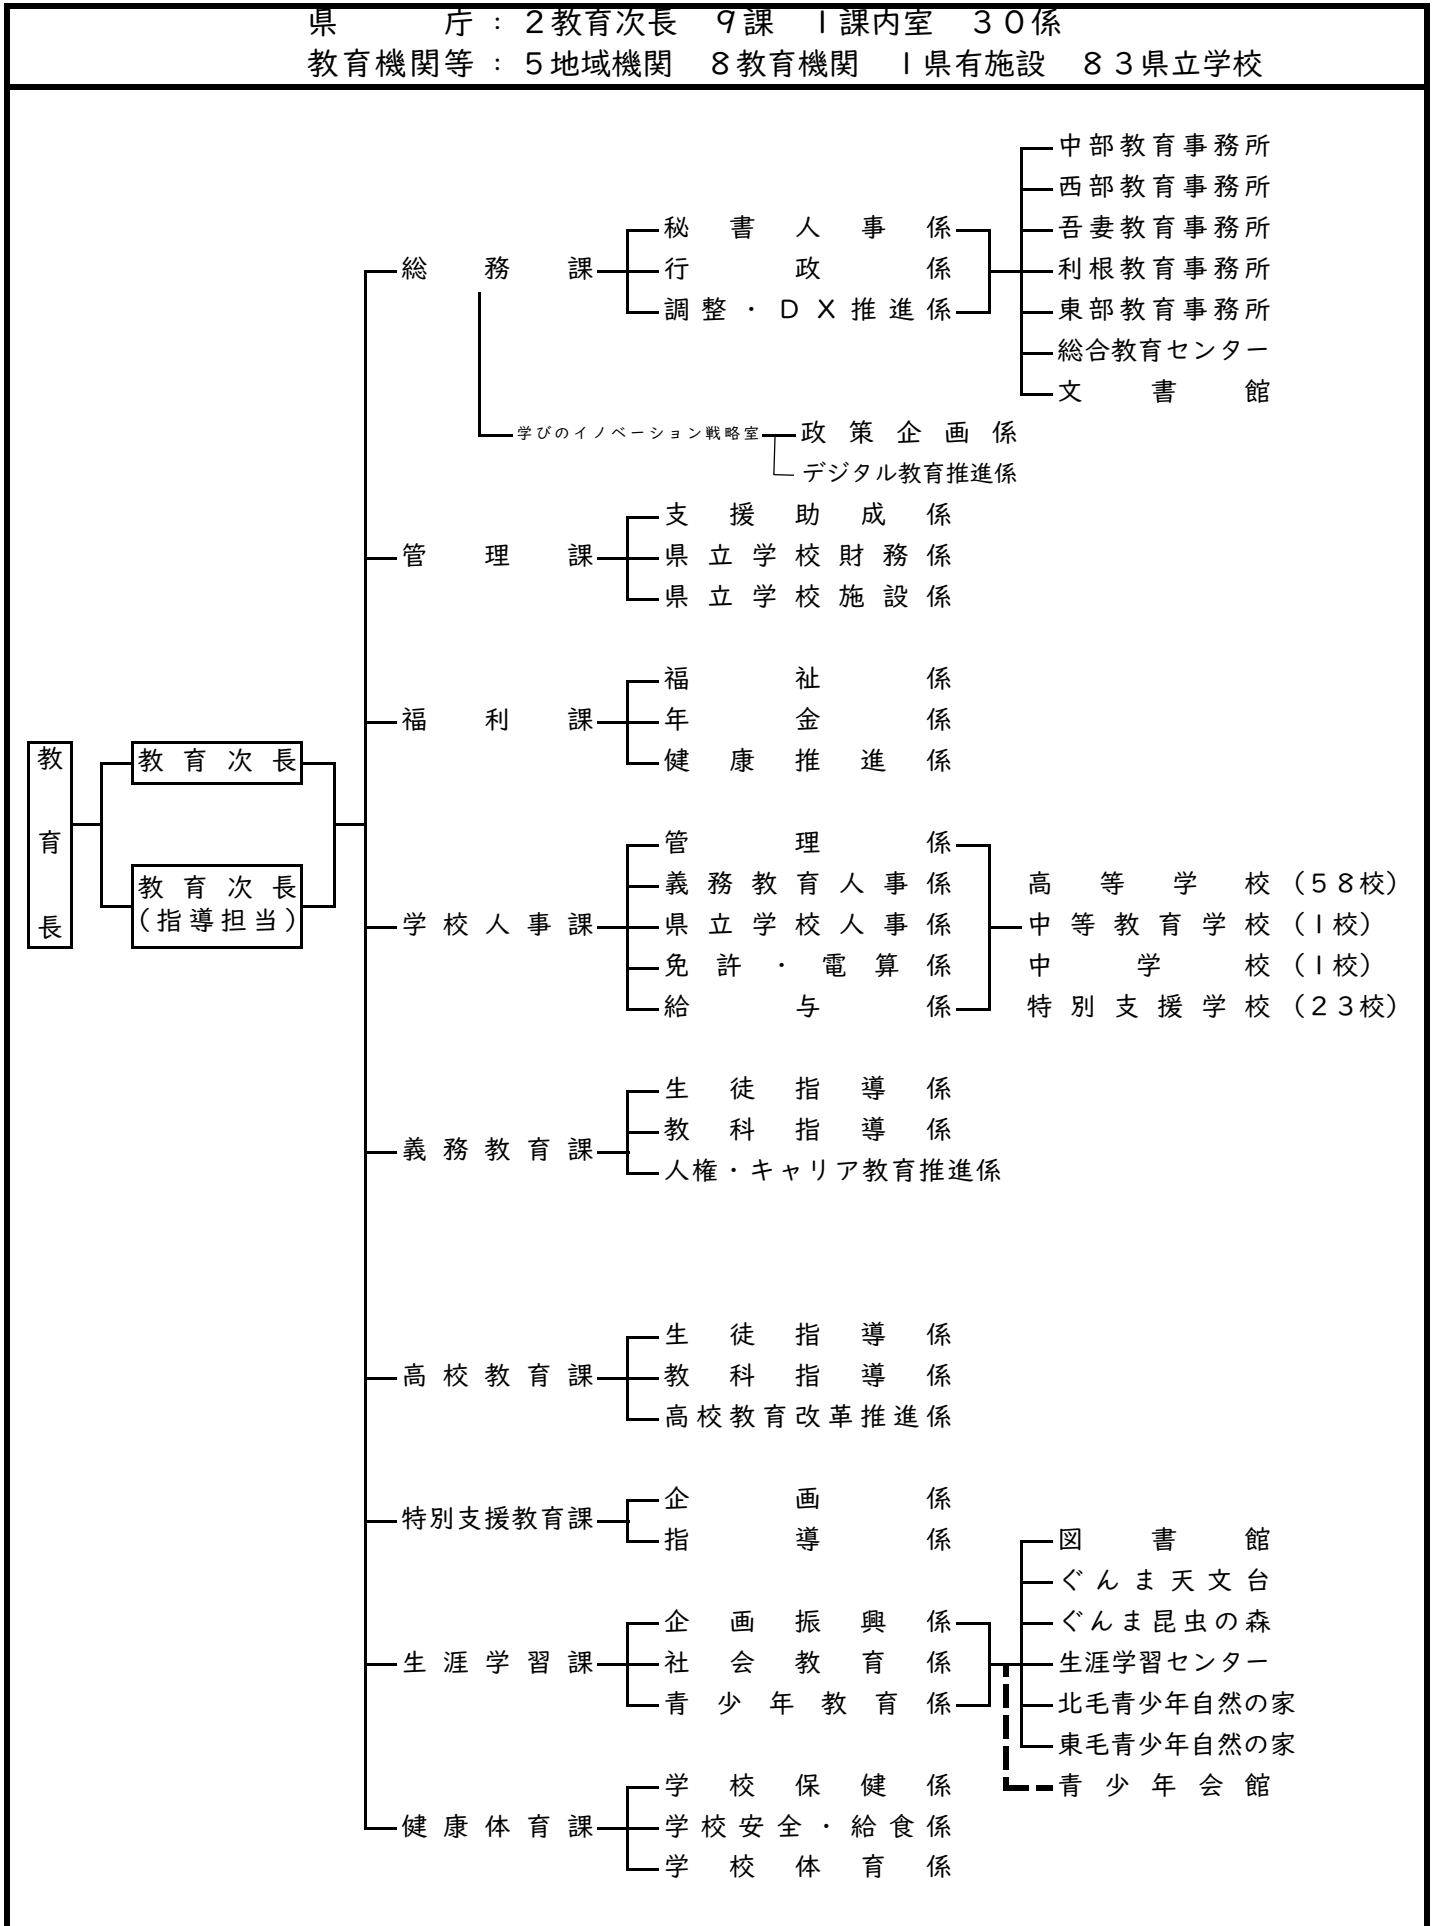 県庁：２教育次長　９課　１課内室　３０係
教育機関等：５地域機関　８教育機関　１県有施設　８３県立学校
教育長
教育次長
教育次長
（指導担当）
総務課
秘書人事係
行政係
調整・ＤＸ推進係
中部教育事務所
西部教育事務所
吾妻教育事務所
利根教育事務所
東部教育事務所
総合教育センター
文書館
学びのイノベーション戦略室
政策企画係
デジタル教育推進係
管理課
支援助成係
県立学校財務係
県立学校施設係
福利課
福祉係
年金係
健康推進係
学校人事課
管理係
義務教育人事係
県立学校人事係
免許・電算係
給与係
高等学校（５８校）
中等教育学校（１校）
中学校（１校）
特別支援学校（２３校）
義務教育課
生徒指導係
教科指導係
人権・キャリア教育推進係
高校教育課
生徒指導係
教科指導係
高校教育改革推進係
特別支援教育課
企画係
指導係
生涯学習課
企画振興係
社会教育係
青少年教育係
図書館
ぐんま天文台
ぐんま昆虫の森
生涯学習センター
北毛青少年自然の家
東毛青少年自然の家
青少年会館
健康体育課
学校保健係
学校安全・給食係
学校体育係